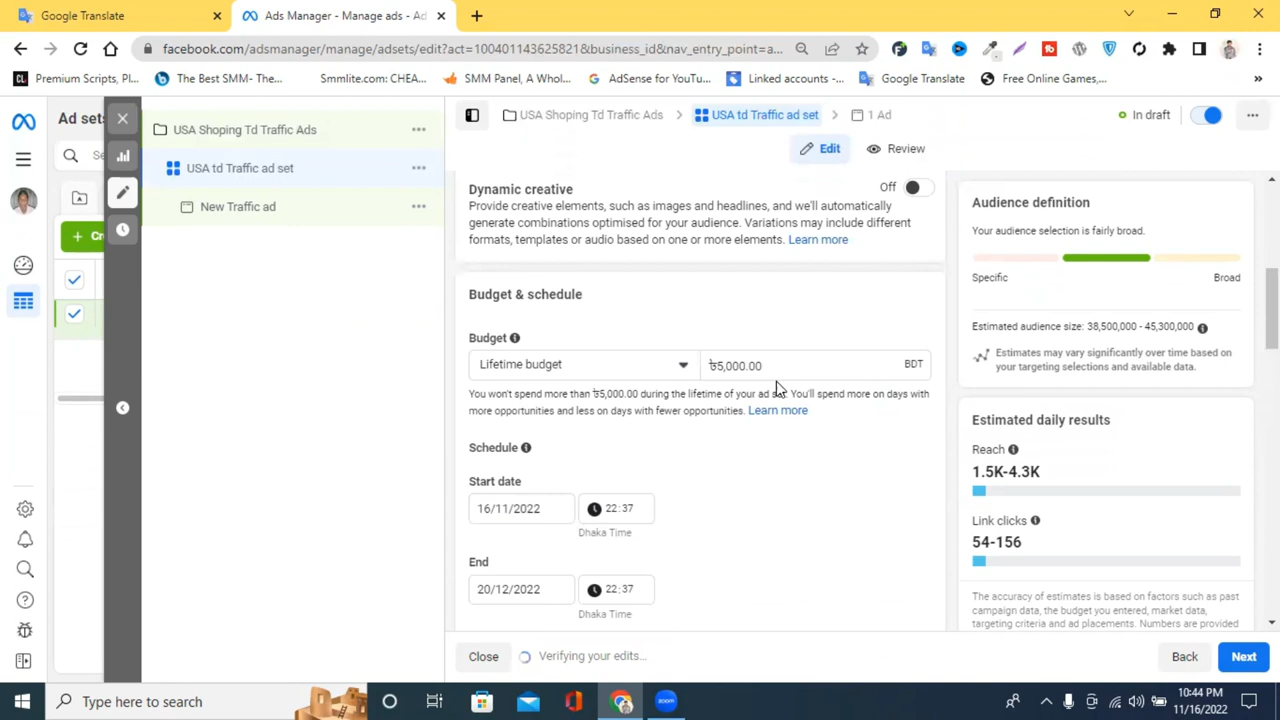 Google Translate
Ads Manager - Manage ads - Ad
facebook.com/adsmanager/manage/adsets/edit?act=100401143625821&business_id&nav_entry_point=a...
Premium Scripts, Pl...
The Best SMM- The...
Smmlite.com: CHEA...
SMM Panel, A Whol...
AdSense for YouTu...
Linked accounts -...
Google Translate
Free Online Games,...
»
Ad sets
Se
+ Cr
USA Shoping Td Traffic Ads
USA td Traffic ad set
New Traffic ad
USA Shoping Td Traffic Ads
USA td Traffic ad set
1 Ad
In draft
Edit
Review
Dynamic creative
Off
Provide creative elements, such as images and headlines, and we'll automatically
generate combinations optimised for your audience. Variations may include different
formats, templates or audio based on one or more elements. Learn more
Budget & schedule
Budget
Lifetime budget
৳5,000.00
BDT
You won't spend more than ৳5,000.00 during the lifetime of your ad You'll spend more on days with
more opportunities and less on days with fewer opportunities. Learn more
Schedule
Start date
16/11/2022
22:37
Dhaka Time
End
20/12/2022
22:37
Dhaka Time
Audience definition
Your audience selection is fairly broad.
Specific
Broad
Estimated audience size: 38,500,000 - 45,300,000
Estimates may vary significantly over time based on
your targeting selections and available data.
Estimated daily results
Reach
1.5K-4.3K
Link clicks
54-156
The accuracy of estimates is based on factors such as past
campaign data, the budget you entered, market data,
targeting criteria and ad placements. Numbers are provided
Close
Verifying your edits...
Back
Next
Type here to search
10:44 PM
11/16/2022